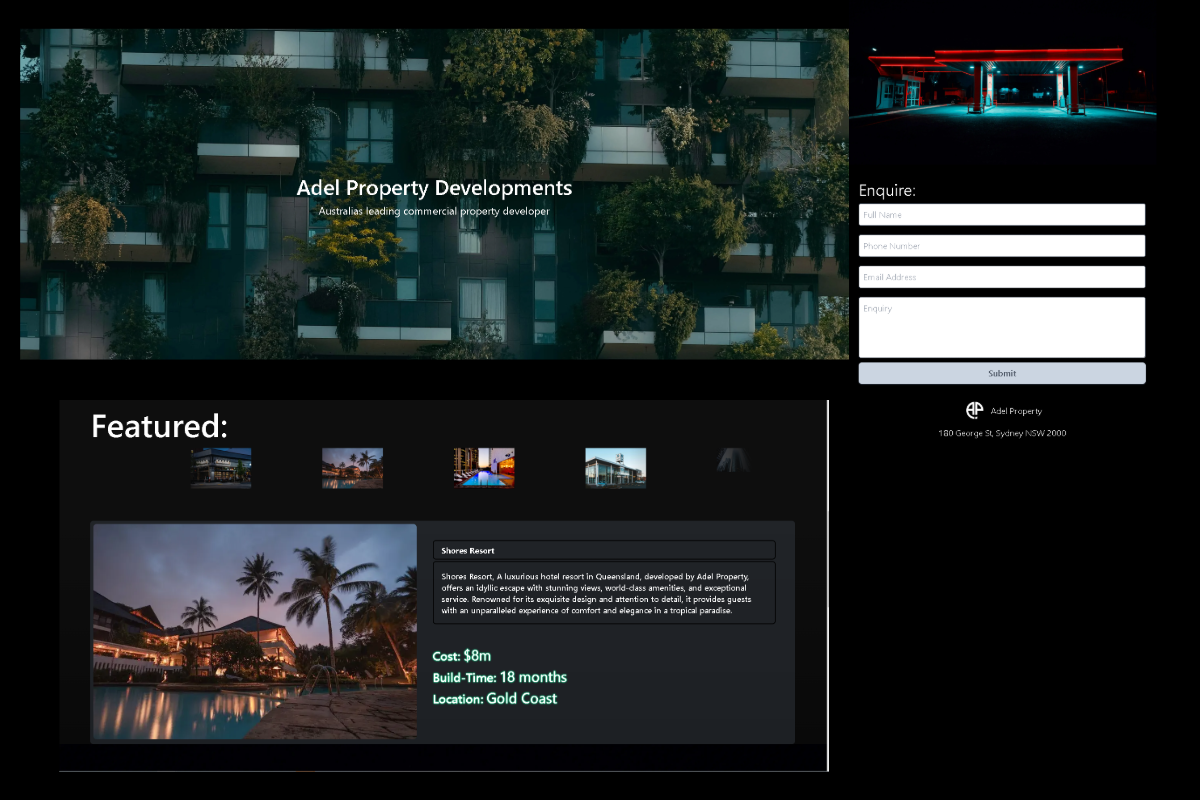 Adel Property Developments
Australias leading commercial property developer
Enquire:
Full Name
Phone Number
Email Address
Enquiry
Submit
AP Adel Property
180 George St, Sydney NSW 2000
Featured:
Shores Resort
Shores Resort, A luxurious hotel resort in Queensland, developed by Adel Property,
offers an idyllic escape with stunning views, world-class amenities, and exceptional
service. Renowned for its exquisite design and attention to detail, it provides guests
with an unparalleled experience of comfort and elegance in a tropical paradise.
Cost: $8m
Build-Time: 18 months
Location: Gold Coast